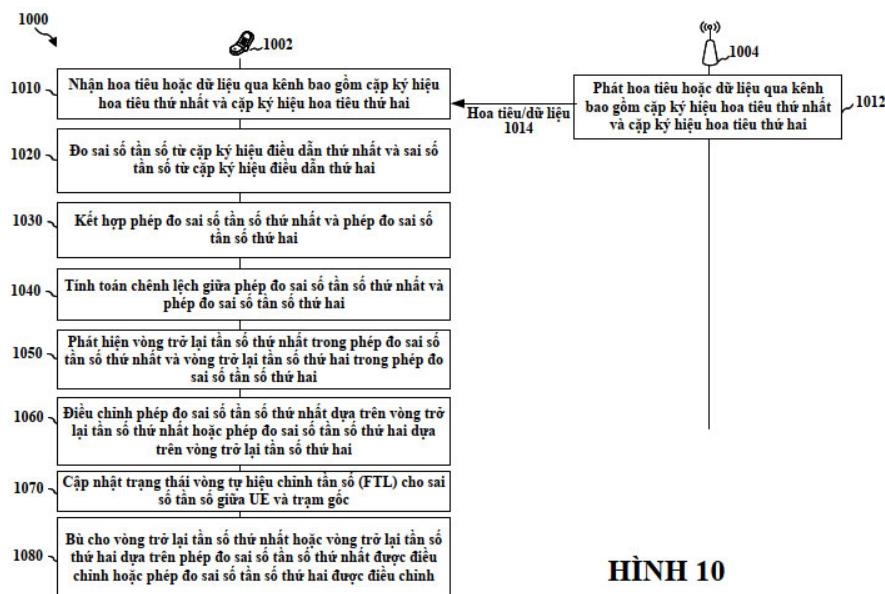 1000
1002
1004
1010
Nhận hoa tiêu hoặc dữ liệu qua kênh bao gồm cặp ký hiệu
hoa tiêu thứ nhất và cặp ký hiệu hoa tiêu thứ hai
Phát hoa tiêu hoặc dữ liệu qua kênh
bao gồm cặp ký hiệu hoa tiêu thứ nhất
và cặp ký hiệu hoa tiêu thứ hai
1012
Hoa tiêu/dữ liệu
1014
1020
Đo sai số tần số từ cặp ký hiệu điều dẫn thứ nhất và sai số
tần số từ cặp ký hiệu điều dẫn thứ hai
1030
Kết hợp phép đo sai số tần số thứ nhất và phép đo sai số
tần số thứ hai
1040
Tính toán chênh lệch giữa phép đo sai số tần số thứ nhất và
phép đo sai số tần số thứ hai
1050
Phát hiện vòng trở lại tần số thứ nhất trong phép đo sai số
tần số thứ nhất và vòng trở lại tần số thứ hai trong phép đo
sai số tần số thứ hai
1060
Điều chỉnh phép đo sai số tần số thứ nhất dựa trên vòng trở
lại tần số thứ nhất hoặc phép đo sai số tần số thứ hai dựa
trên vòng trở lại tần số thứ hai
1070
Cập nhật trạng thái vòng tự hiệu chỉnh tần số (FTL) cho sai
số tần số giữa UE và trạm gốc
1080
Bù cho vòng trở lại tần số thứ nhất hoặc vòng trở lại tần số
thứ hai dựa trên phép đo sai số tần số thứ nhất được điều
chỉnh hoặc phép đo sai số tần số thứ hai được điều chỉnh
HÌNH 10